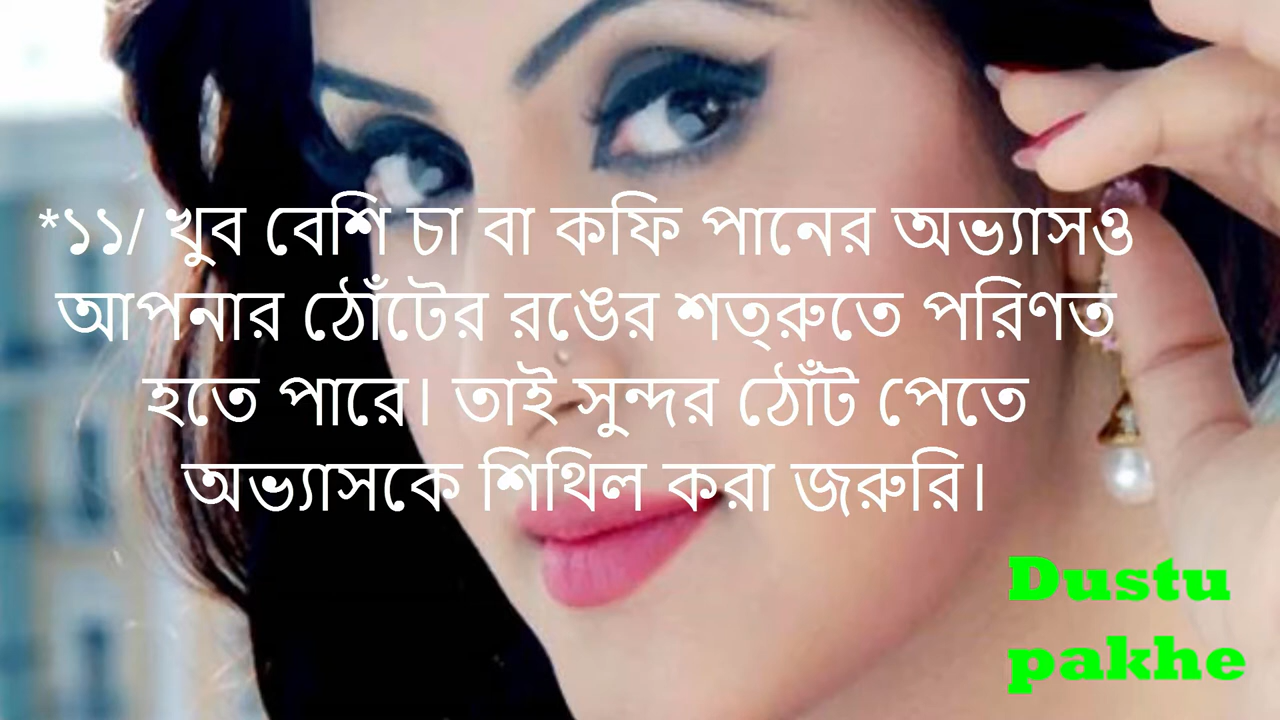 *১১/ খুব বেশি চা বা কফি পানের অভ্যাসও
আপনার ঠোঁটের রঙের শত্রুতে পরিণত
হতে পারে। তাই সুন্দর ঠোঁট পেতে
অভ্যাসকে শিথিল করা জরুরি।
Dustu
pakhe